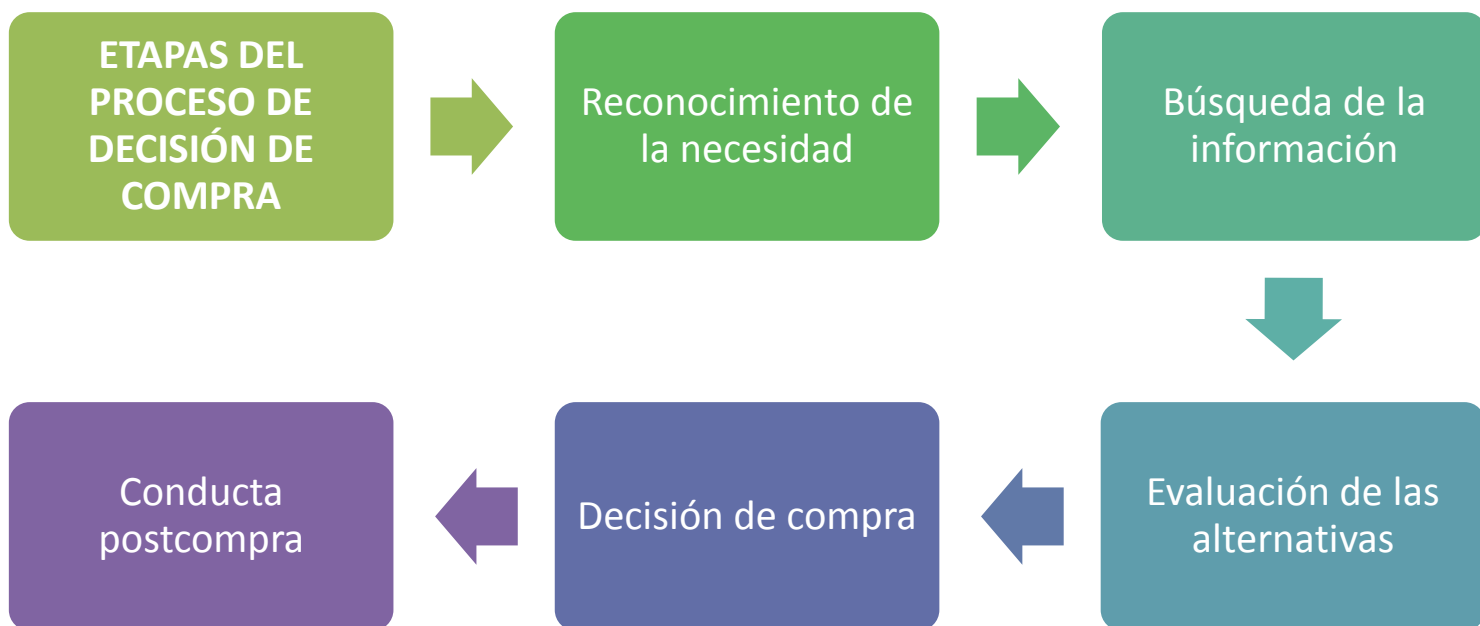 ETAPAS DEL
PROCESO DE
DECISIÓN DE
COMPRA
Reconocimiento de
la necesidad
Búsqueda de la
información
Evaluación de las
alternativas
Decisión de compra
Conducta
postcompra